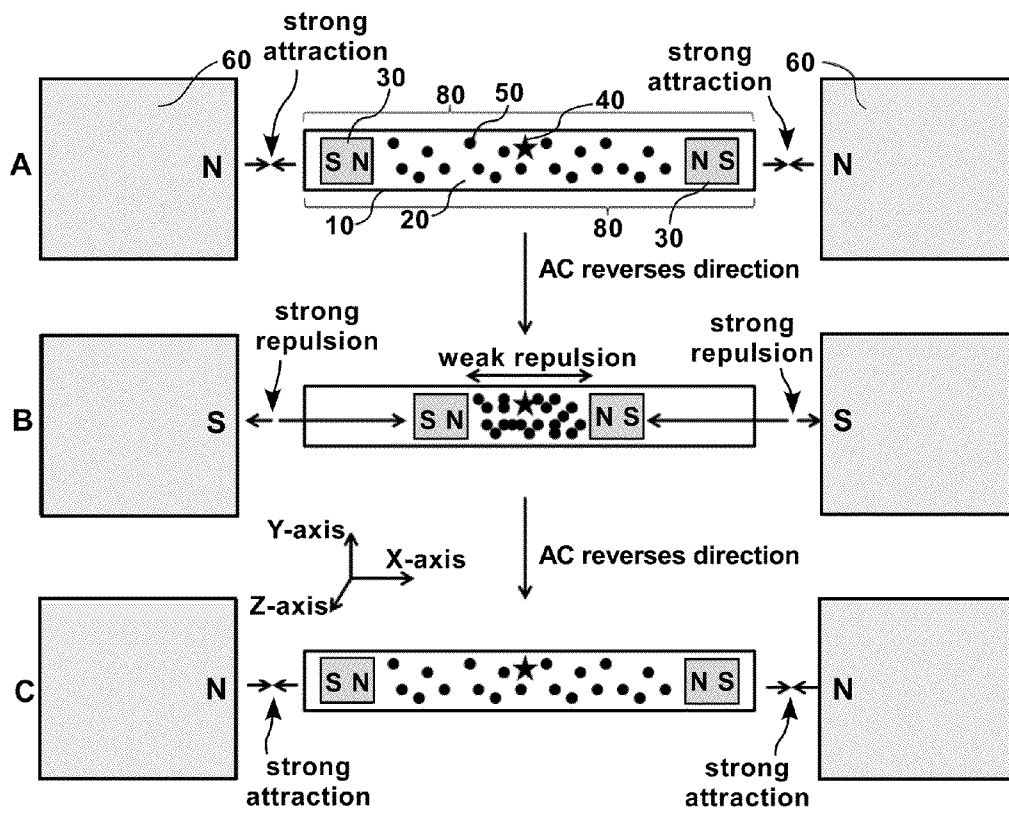 strong
attraction
60
30
80
50
40
strong
attraction
60
A
N
S N
N S
N
10
20
80
30
AC reverses direction
strong
repulsion
weak repulsion
strong
repulsion
B
S
S N
N S
S
Y-axis
X-axis
Z-axis
AC reverses direction
C
N
S N
N S
N
strong
attraction
strong
attraction